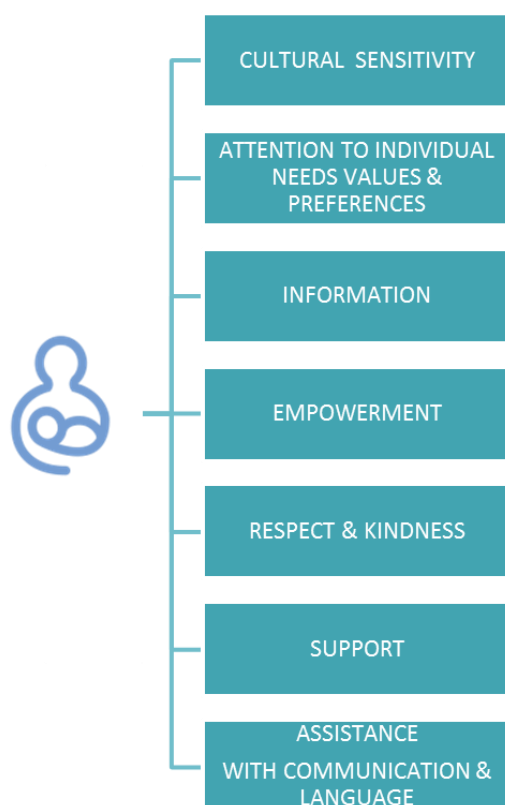 CULTURAL SENSITIVITY
ATTENTION TO INDIVIDUAL
NEEDS VALUES &
PREFERENCES
INFORMATION
EMPOWERMENT
RESPECT & KINDNESS
SUPPORT
ASSISTANCE
WITH COMMUNICATION &
LANGUAGE